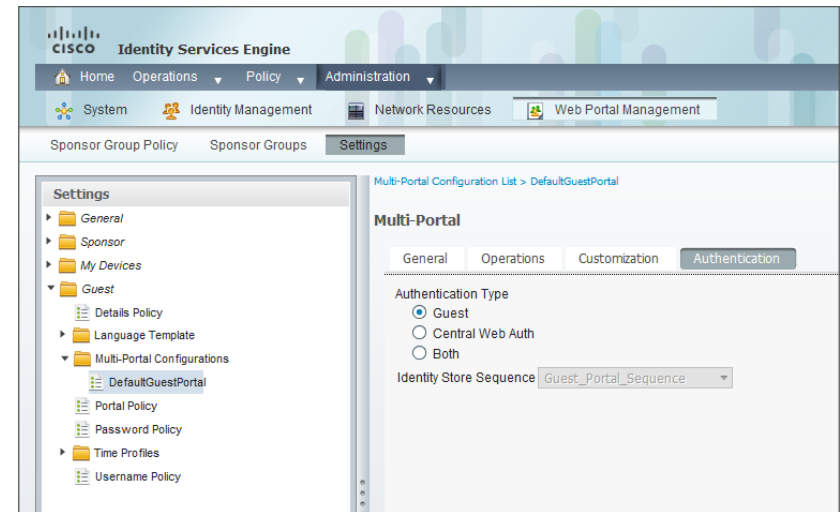 CISCO Identity Services Engine
Home Operations Policy Administration
System Identity Management Network Resources Web Portal Management
Sponsor Group Policy Sponsor Groups Settings
Settings
General
Sponsor
My Devices
Guest
Details Policy
Language Template
Multi-Portal Configurations
DefaultGuestPortal
Portal Policy
Password Policy
Time Profiles
Username Policy
Multi-Portal Configuration List > DefaultGuestPortal
Multi-Portal
General Operations Customization Authentication
Authentication Type
Guest
Central Web Auth
Both
Identity Store Sequence Guest_Portal_Sequence